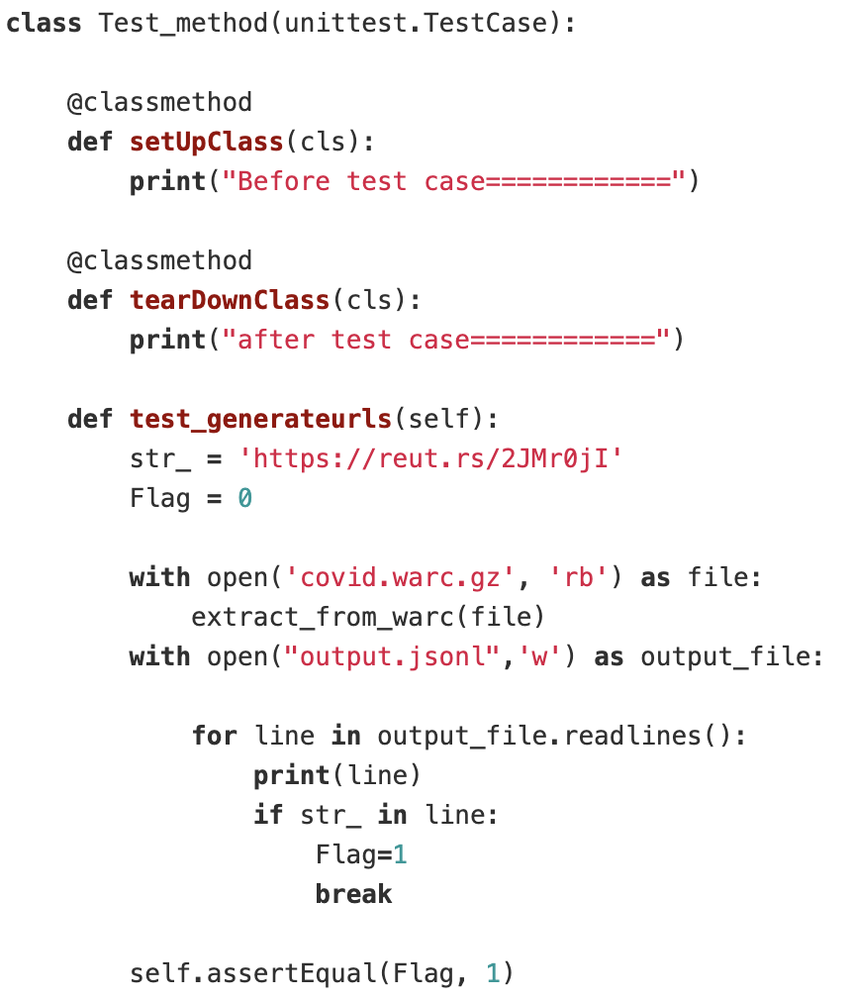 class Test_method(unittest.TestCase):
    @classmethod
    def setUpClass(cls):
        print("Before test case============")
    @classmethod
    def tearDownClass(cls):
        print("after test case============")
    def test_generateurls(self):
        str_ = 'https://reut.rs/2JMr0jI'
        Flag = 0
        with open('covid.warc.gz', 'rb') as file:
            extract_from_warc(file)
        with open("output.jsonl",'w') as output_file:
            for line in output_file.readlines():
                print(line)
                if str_ in line:
                    Flag=1
                    break
        self.assertEqual(Flag, 1)